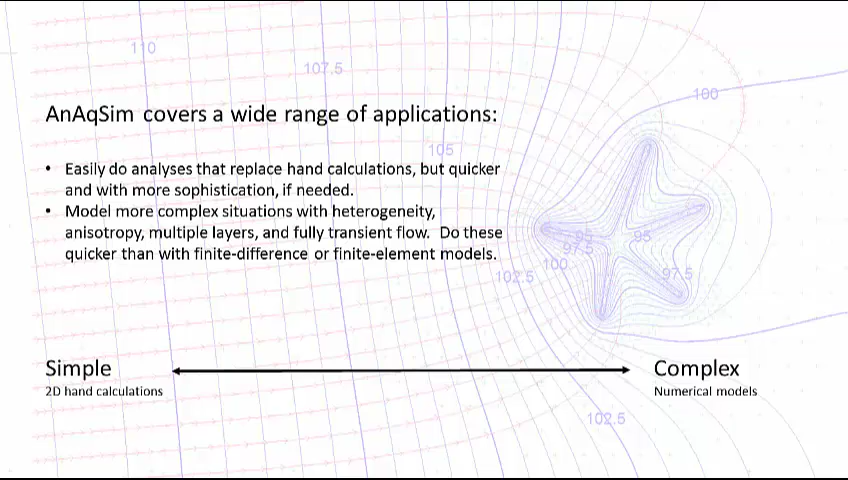 110
107.5
100
AnAqSim covers a wide range of applications:
105
• Easily do analyses that replace hand calculations, but quicker
and with more sophistication, if needed.
• Model more complex situations with heterogeneity,
anisotropy, multiple layers, and fully transient flow. Do these
quicker than with finite-difference or finite-element models.
95
95
97.5
100
97.5
102.5
Simple
2D hand calculations
Complex
Numerical models
102.5